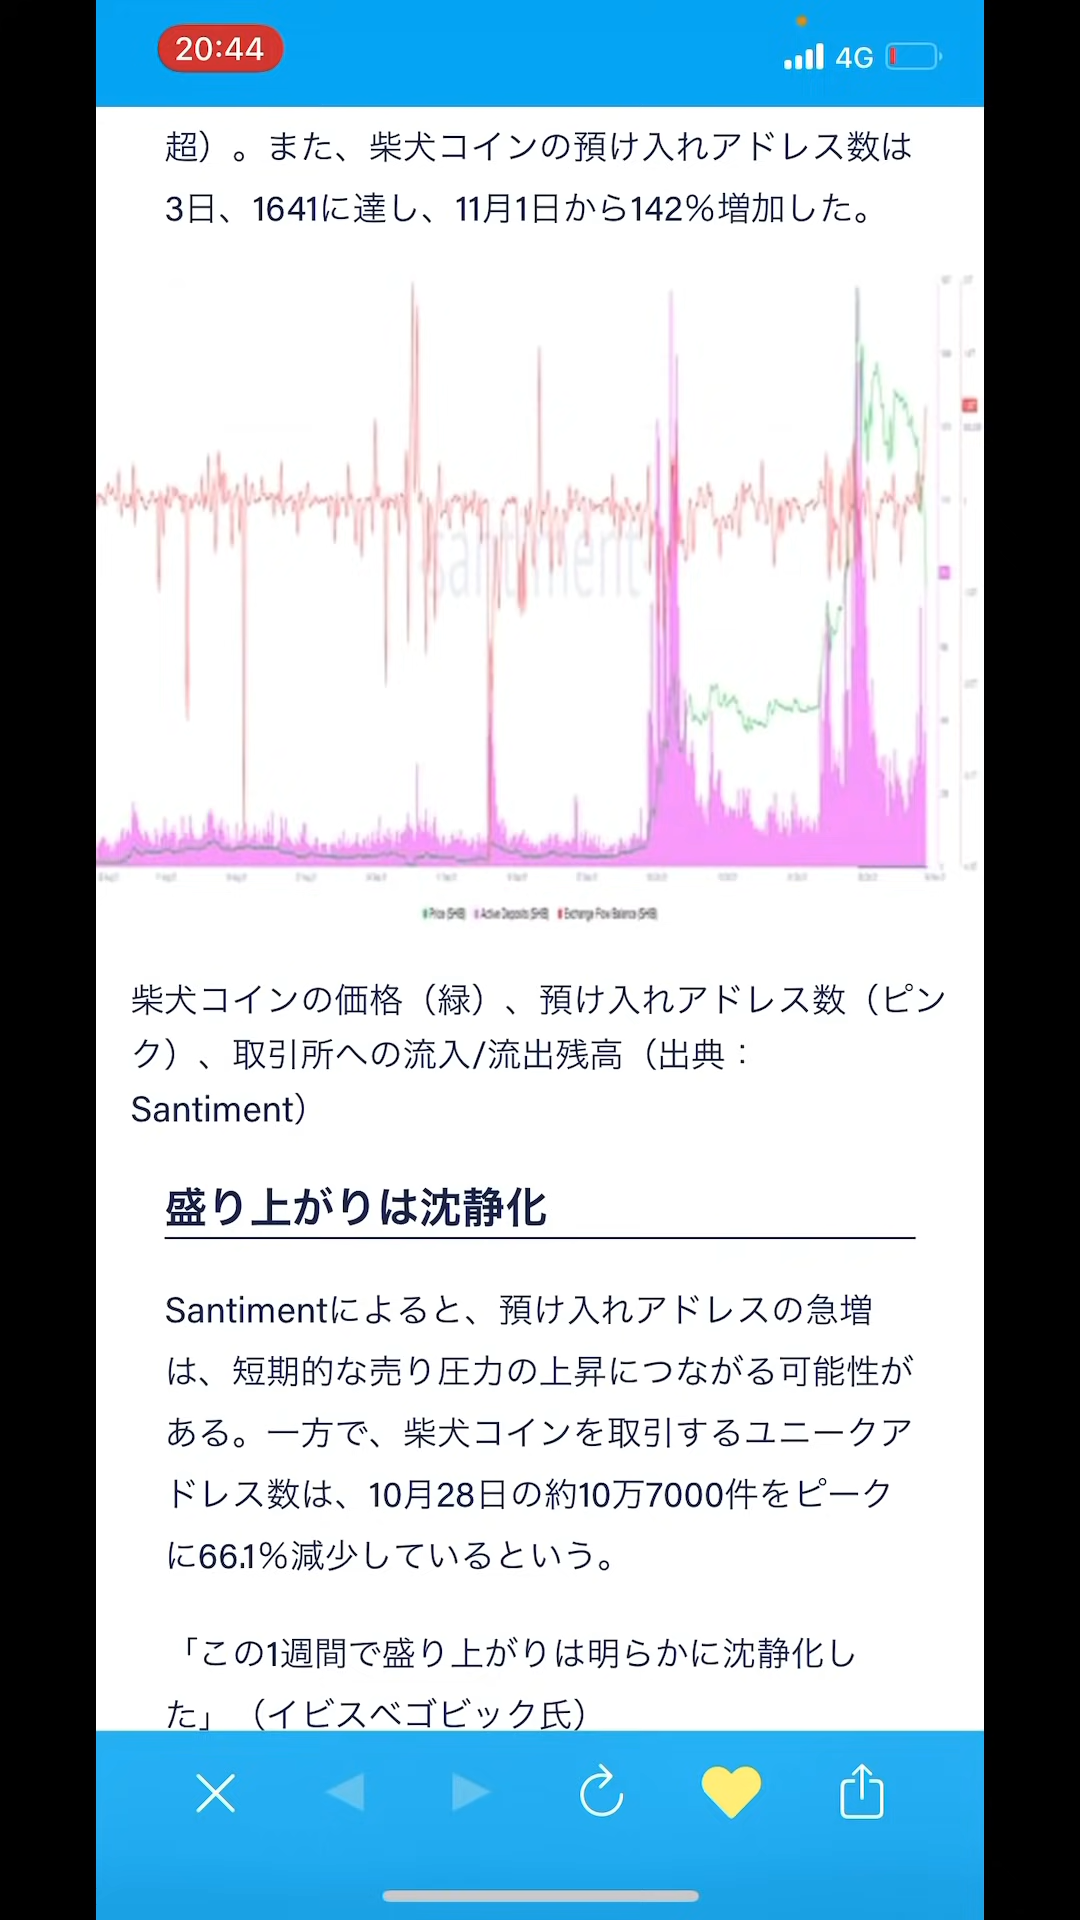 20:44
4G
超）。また、柴犬コインの預け入れアドレス数は
3日、1641に達し、11月1日から142%増加した。
santiment
Price (SHIB) Active Deposits (SHIB) Exchange Flow Balance (SHIB)
柴犬コインの価格（緑）、預け入れアドレス数（ピン
ク）、取引所への流入/流出残高（出典：
Santiment）
盛り上がりは沈静化
Santimentによると、預け入れアドレスの急増
は、短期的な売り圧力の上昇につながる可能性が
ある。一方で、柴犬コインを取引するユニークア
ドレス数は、10月28日の約10万7000件をピーク
に66.1%減少しているという。
「この1週間で盛り上がりは明らかに沈静化し
た」（イビスベゴビック氏）